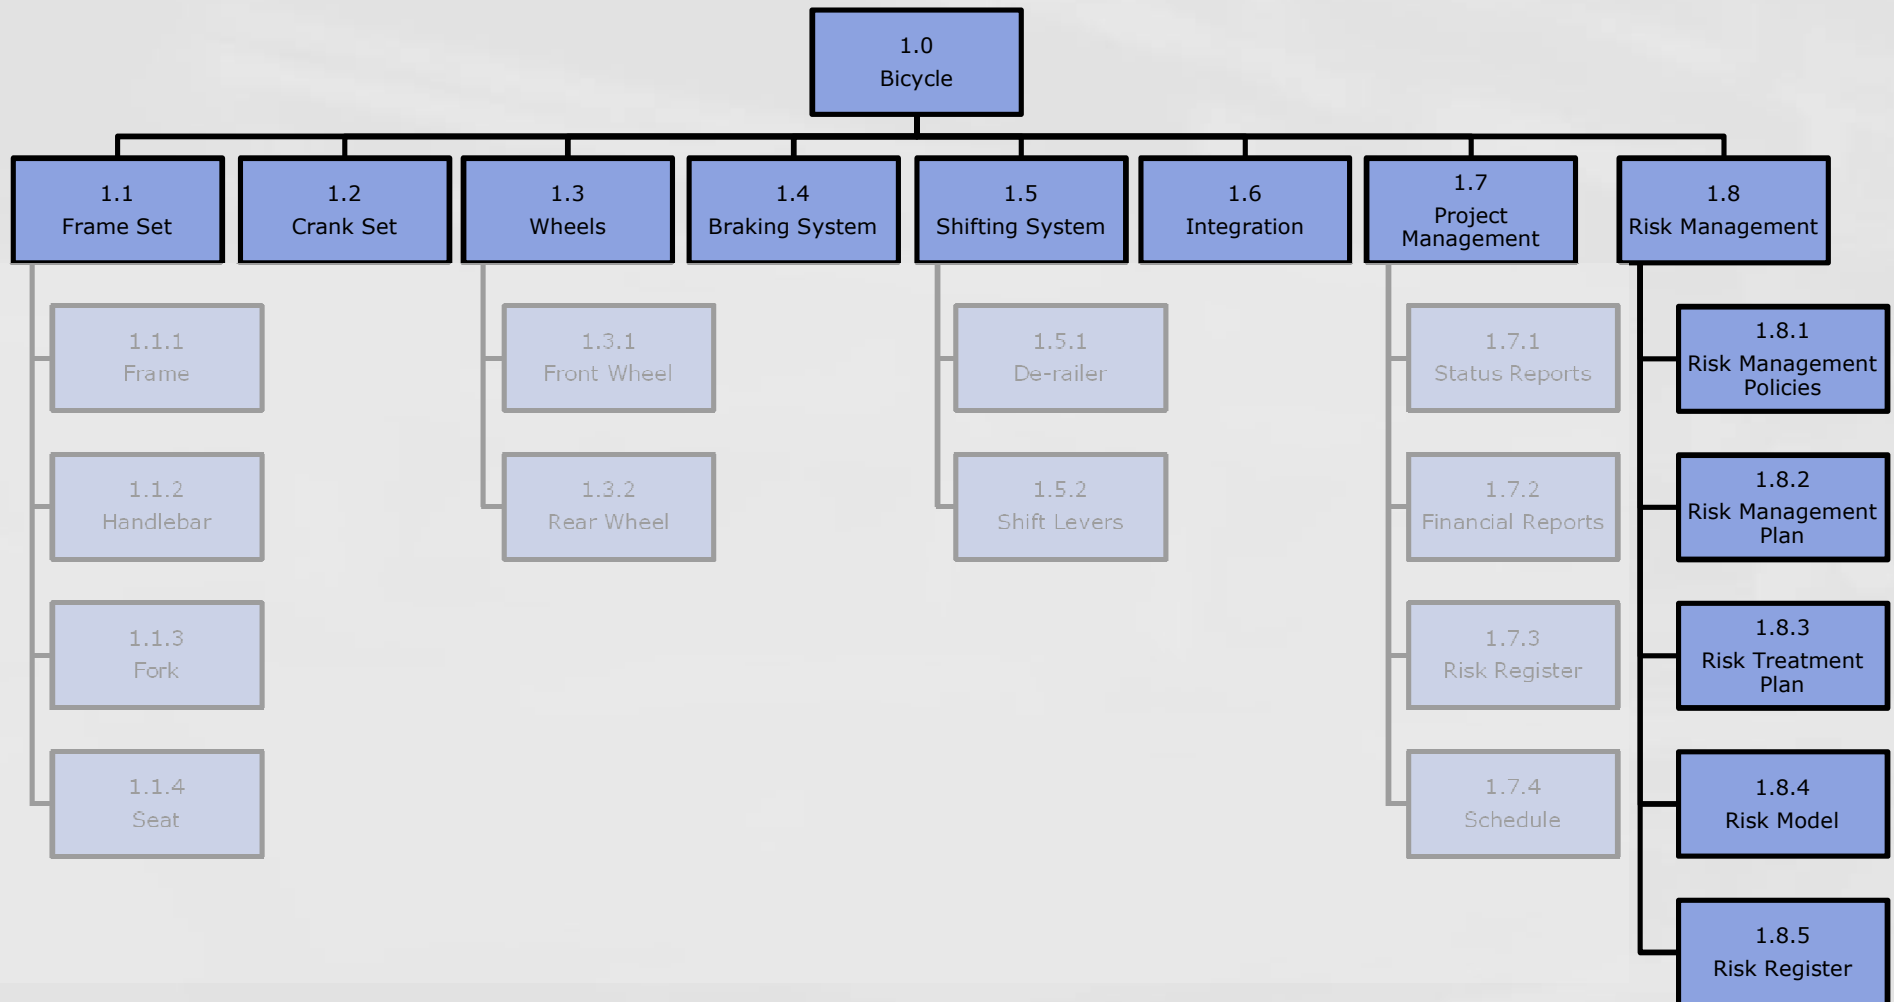 1.0
Bicycle
1.1
Frame Set
1.2
Crank Set
1.3
Wheels
1.4
Braking System
1.5
Shifting System
1.6
Integration
1.7
Project
Management
1.8
Risk Management
1.1.1
Frame
1.1.2
Handlebar
1.1.3
Fork
1.1.4
Seat
1.3.1
Front Wheel
1.3.2
Rear Wheel
1.5.1
De-railer
1.5.2
Shift Levers
1.7.1
Status Reports
1.7.2
Financial Reports
1.7.3
Risk Register
1.7.4
Schedule
1.8.1
Risk Management
Policies
1.8.2
Risk Management
Plan
1.8.3
Risk Treatment
Plan
1.8.4
Risk Model
1.8.5
Risk Register